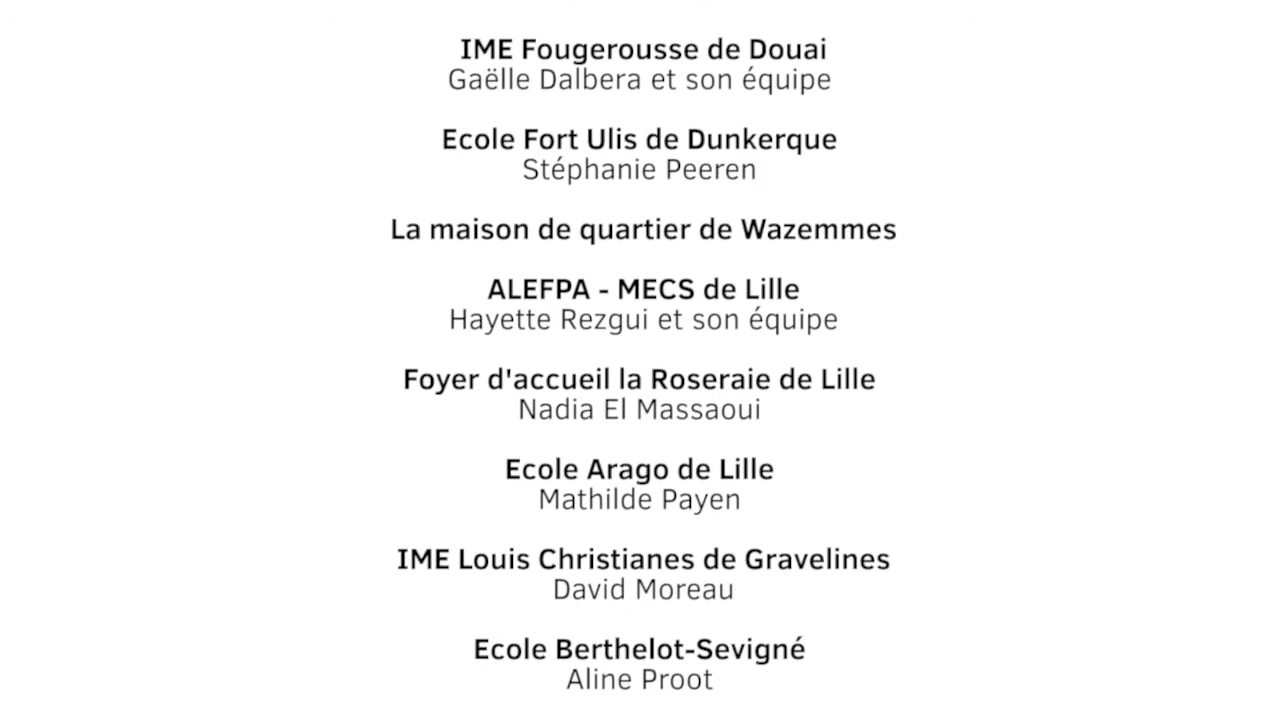 IME Fougerousse de Douai
Gaëlle Dalbera et son équipe
Ecole Fort Ulis de Dunkerque
Stéphanie Peeren
La maison de quartier de Wazemmes
ALEFPA - MECS de Lille
Hayette Rezgui et son équipe
Foyer d'accueil la Roseraie de Lille
Nadia El Massaoui
Ecole Arago de Lille
Mathilde Payen
IME Louis Christianes de Gravelines
David Moreau
Ecole Berthelot-Sevigné
Aline Proot